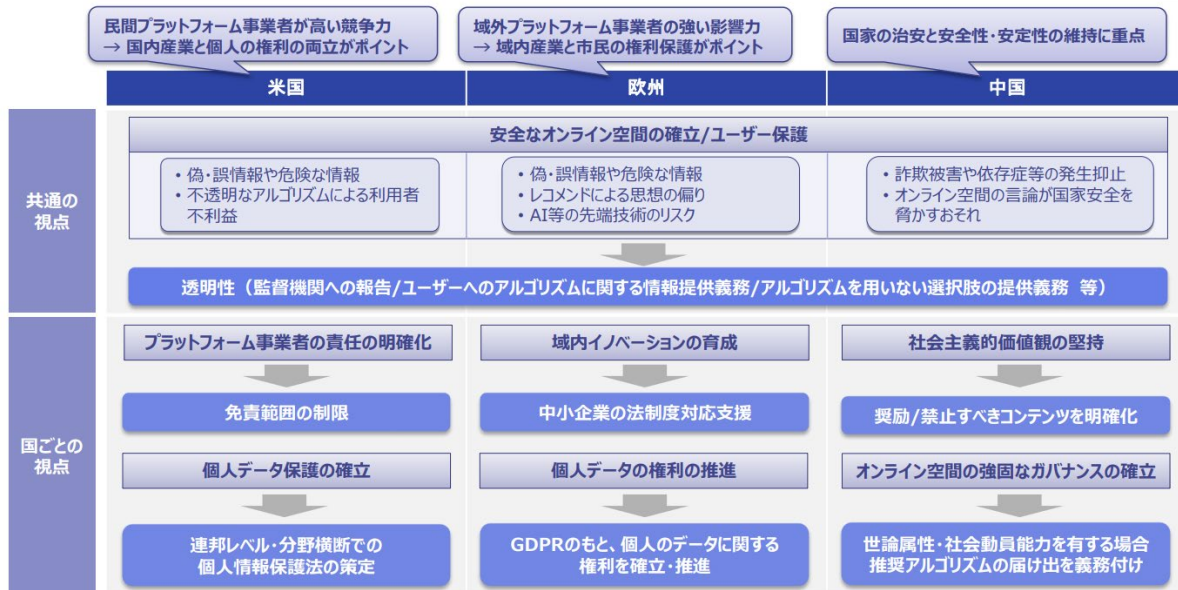 民間プラットフォーム事業者が高い競争力
→ 国内産業と個人の権利の両立がポイント
域外プラットフォーム事業者の強い影響力
→ 域内産業と市民の権利保護がポイント
国家の治安と安全性・安定性の維持に重点
米国
欧州
中国
共通の
視点
安全なオンライン空間の確立/ユーザー保護
• 偽・誤情報や危険な情報
• 不透明なアルゴリズムによる利用者
不利益
• 偽・誤情報や危険な情報
• レコメンドによる思想の偏り
• AI等の先端技術のリスク
• 詐欺被害や依存症等の発生抑止
• オンライン空間の言論が国家安全を
脅かすおそれ
透明性（監督機関への報告/ユーザーへのアルゴリズムに関する情報提供義務/アルゴリズムを用いない選択肢の提供義務 等）
国ごとの
視点
プラットフォーム事業者の責任の明確化
域内イノベーションの育成
社会主義的価値観の堅持
免責範囲の制限
中小企業の法制度対応支援
奨励/禁止すべきコンテンツを明確化
個人データ保護の確立
個人データの権利の推進
オンライン空間の強固なガバナンスの確立
連邦レベル・分野横断での
個人情報保護法の策定
GDPRのもと、個人のデータに関する
権利を確立・推進
世論属性・社会動員能力を有する場合
推奨アルゴリズムの届け出を義務付け